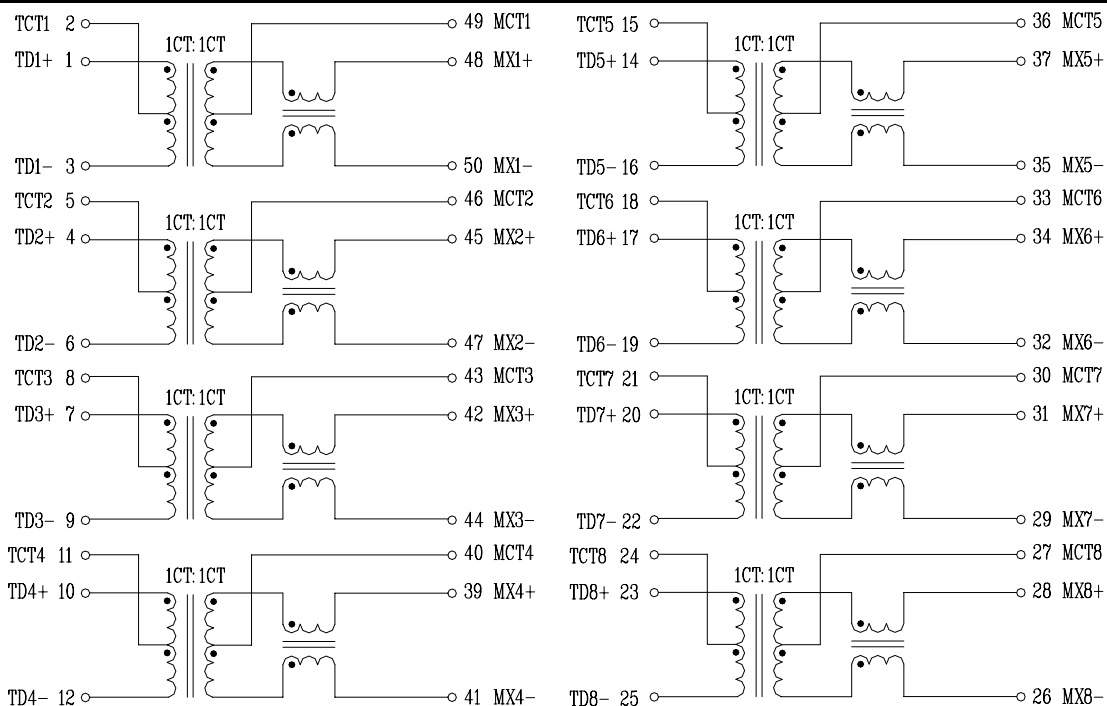 TCT1 2 49 MCT1 TCT5 15 36 MCT5
1CT:1CT 1CT:1CT
TD1+ 1 48 MX1+ TD5+ 14 37 MX5+
TD1- 3 50 MX1- TD5- 16 35 MX5-
TCT2 5 46 MCT2 TCT6 18 33 MCT6
1CT:1CT 1CT:1CT
TD2+ 4 45 MX2+ TD6+ 17 34 MX6+
TD2- 6 47 MX2- TD6- 19 32 MX6-
TCT3 8 43 MCT3 TCT7 21 30 MCT7
1CT:1CT 1CT:1CT
TD3+ 7 42 MX3+ TD7+ 20 31 MX7+
TD3- 9 44 MX3- TD7- 22 29 MX7-
TCT4 11 40 MCT4 TCT8 24 27 MCT8
1CT:1CT 1CT:1CT
TD4+ 10 39 MX4+ TD8+ 23 28 MX8+
TD4- 12 41 MX4- TD8- 25 26 MX8-